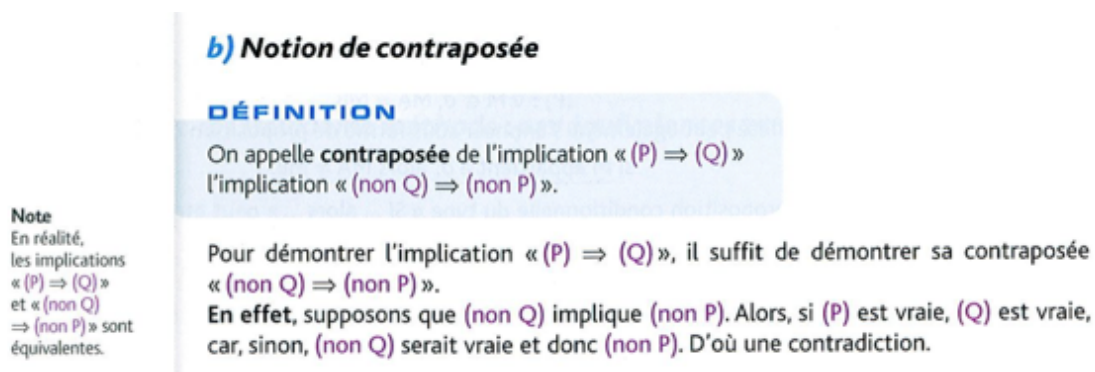 b) Notion de contraposée
DÉFINITION
On appelle contraposée de l'implication « (P) ⇒ (Q) »
l'implication « (non Q) ⇒ (non P) ».
Note
En réalité,
les implications
« (P) ⇒ (Q) »
et « (non Q)
⇒ (non P) » sont
équivalentes.
Pour démontrer l'implication « (P) ⇒ (Q) », il suffit de démontrer sa contraposée
« (non Q) ⇒ (non P) ».
En effet, supposons que (non Q) implique (non P). Alors, si (P) est vraie, (Q) est vraie,
car, sinon, (non Q) serait vraie et donc (non P). D'où une contradiction.